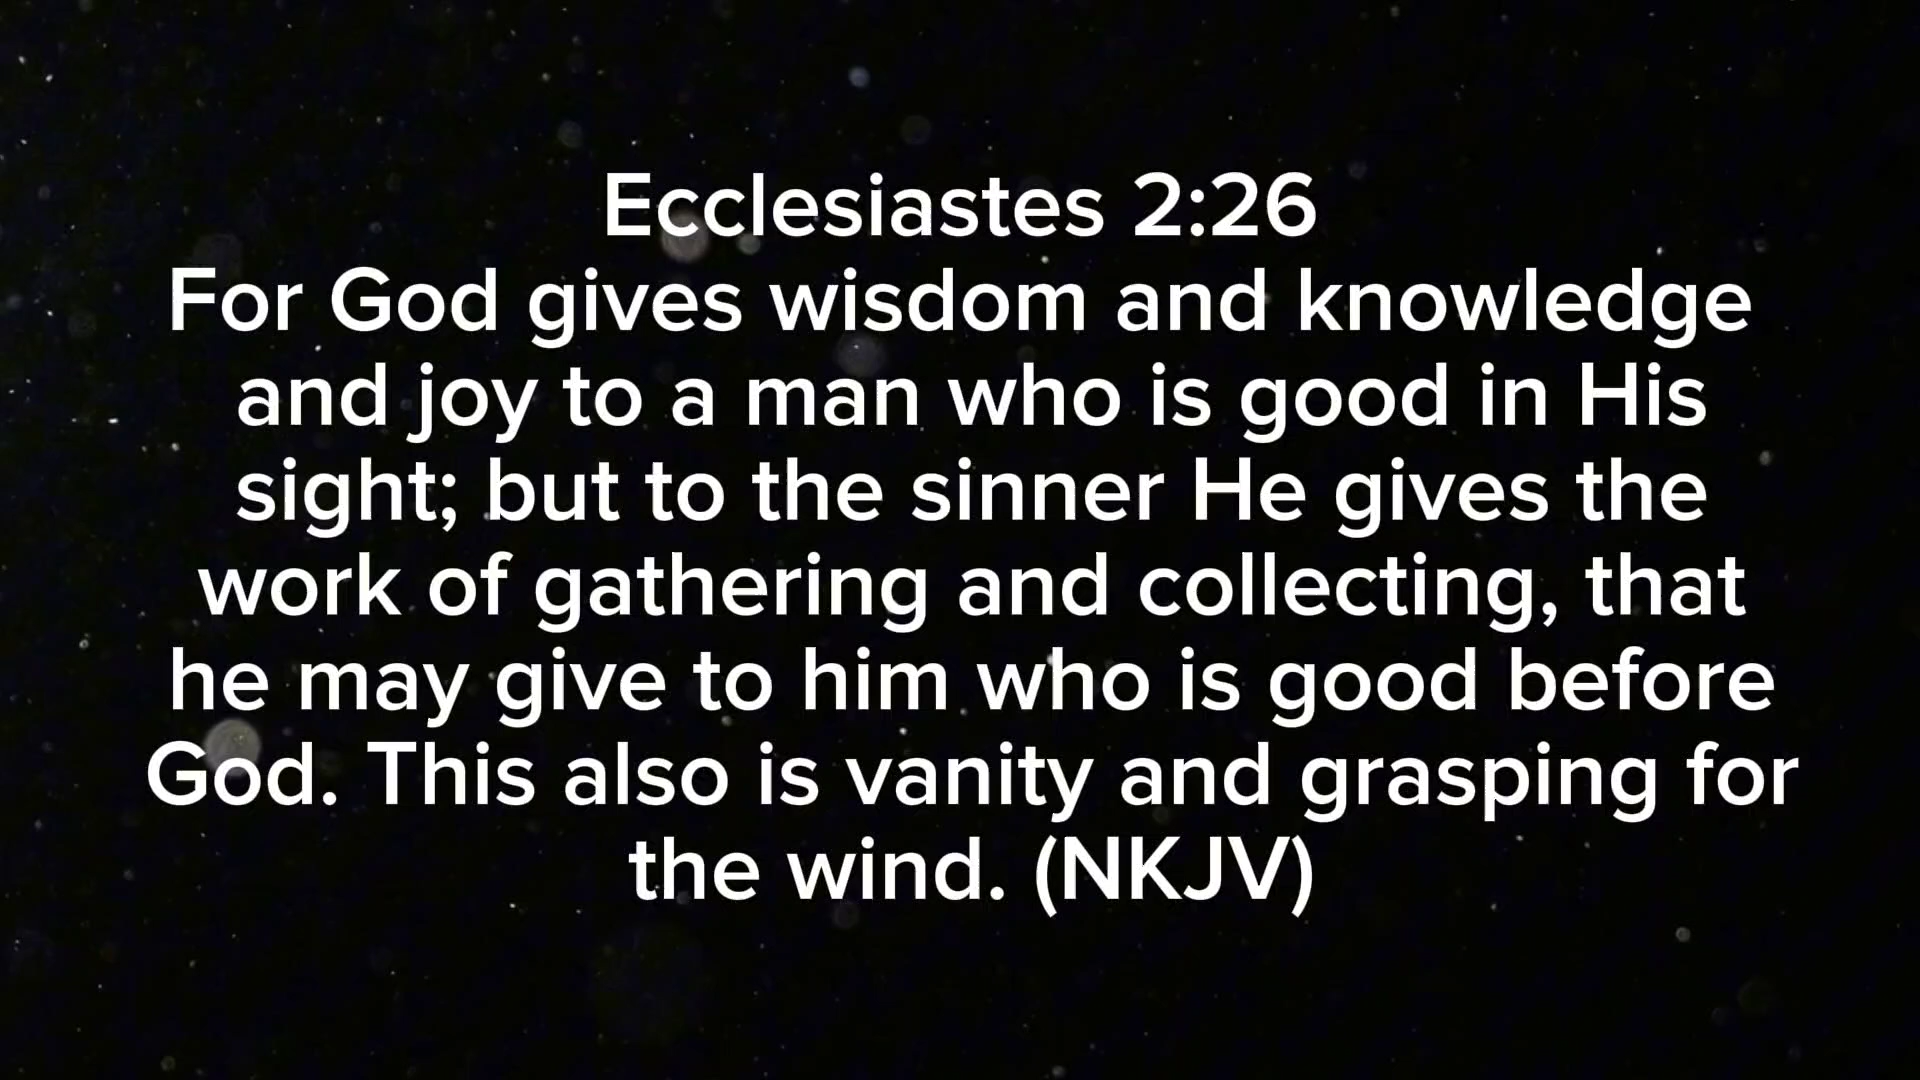 Ecclesiastes 2:26
For God gives wisdom and knowledge
and joy to a man who is good in His
sight; but to the sinner He gives the
work of gathering and collecting, that
he may give to him who is good before
God. This also is vanity and grasping for
the wind. (NKJV)